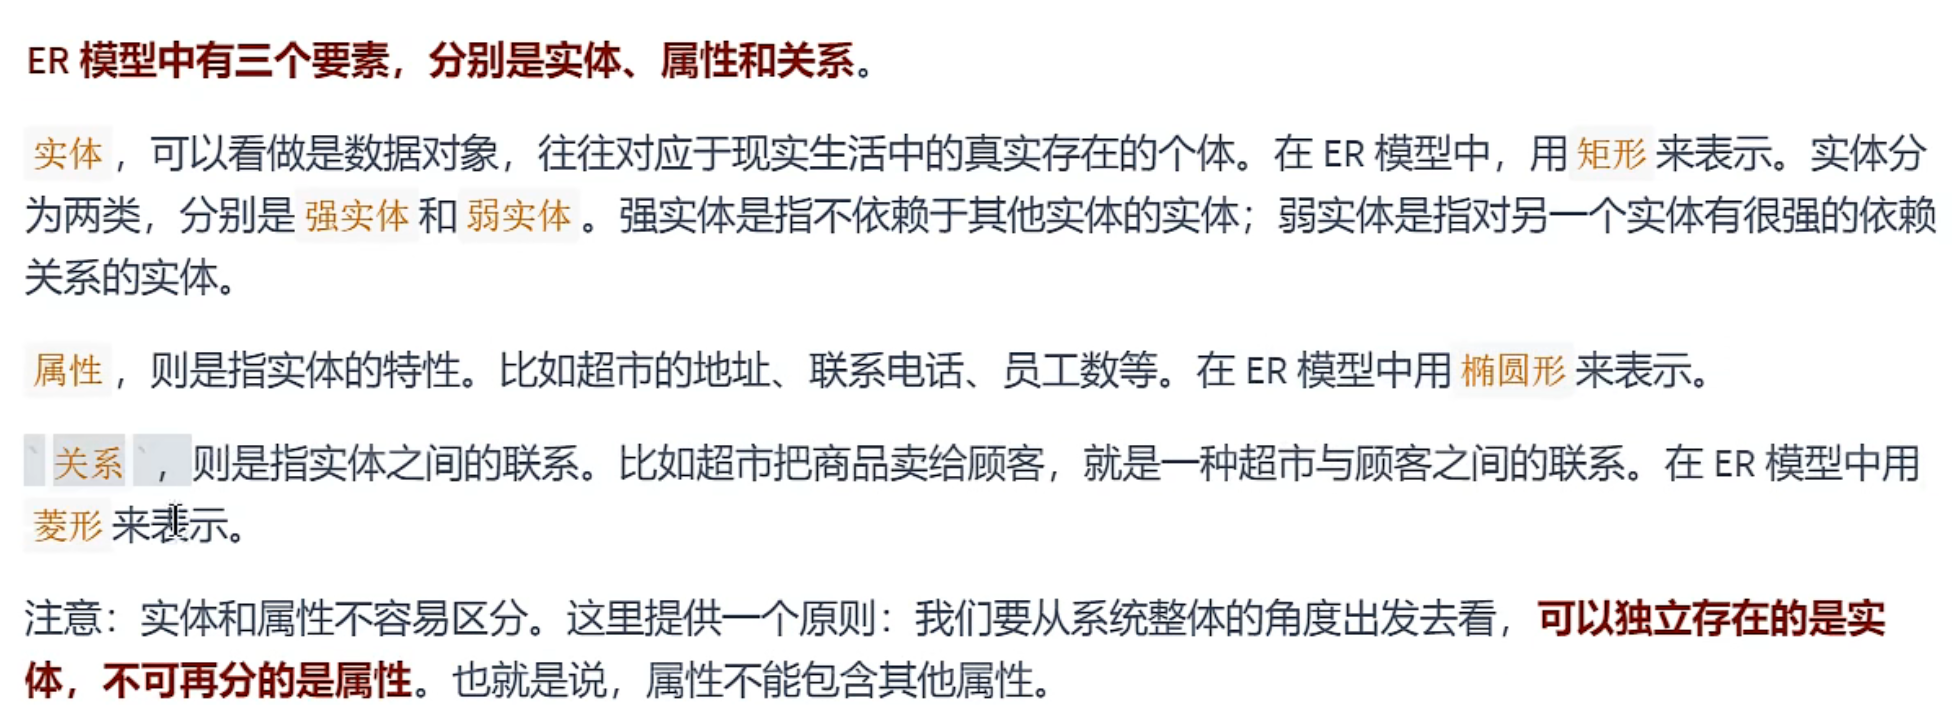 ER 模型中有三个要素，分别是实体、属性和关系。
实体，可以看做是数据对象，往往对应于现实生活中的真实存在的个体。在 ER 模型中，用矩形来表示。实体分
为两类，分别是强实体和弱实体。强实体是指不依赖于其他实体的实体；弱实体是指对另一个实体有很强的依赖
关系的实体。
属性，则是指实体的特性。比如超市的地址、联系电话、员工数等。在 ER 模型中用椭圆形来表示。
`关系`，则是指实体之间的联系。比如超市把商品卖给顾客，就是一种超市与顾客之间的联系。在 ER 模型中用
菱形来表示。
注意：实体和属性不容易区分。这里提供一个原则：我们要从系统整体的角度出发去看，可以独立存在的是实
体，不可再分的是属性。也就是说，属性不能包含其他属性。